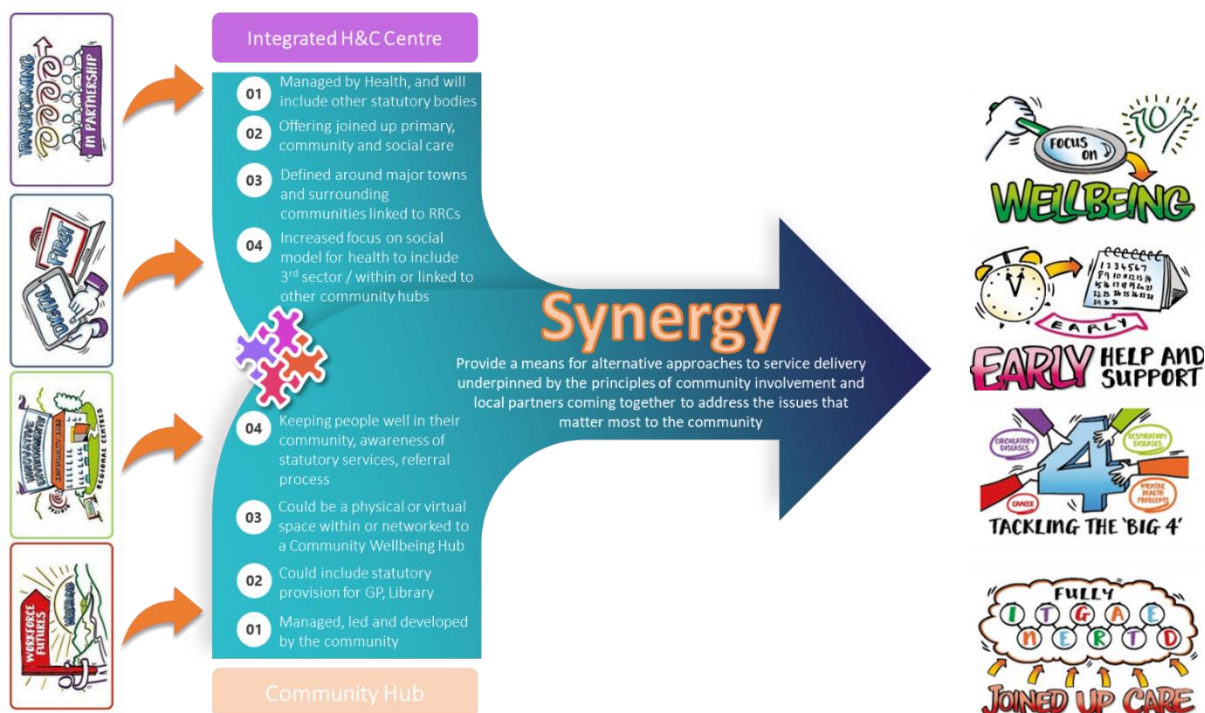 TRANSFORMING
IN PARTNERSHIP
DIGITAL
FIRST
INNOVATIVE
ENVIRONMENTS
REGIONAL CENTRES
WORKFORCE
FUTURES
Integrated H&C Centre
01 Managed by Health, and will
include other statutory bodies
02 Offering joined up primary,
community and social care
03 Defined around major towns
and surrounding
communities linked to RRCs
04 Increased focus on social
model for health to include
3rd sector / within or linked to
other community hubs
04 Keeping people well in their
community, awareness of
statutory services, referral
process
03 Could be a physical or virtual
space within or networked to
a Community Wellbeing Hub
02 Could include statutory
provision for GP, Library
01 Managed, led and developed
by the community
Community Hub
Synergy
Provide a means for alternative approaches to service delivery
underpinned by the principles of community involvement and
local partners coming together to address the issues that
matter most to the community
FOCUS
ON
WELLBEING
EARLY
EARLY HELP AND
SUPPORT
CIRCULATORY
DISEASES
RESPIRATORY
DISEASES
4
CANCER
MENTAL
HEALTH
PROBLEMS
TACKLING THE 'BIG 4'
FULLY
I T G A E
N E R T D
JOINED UP CARE